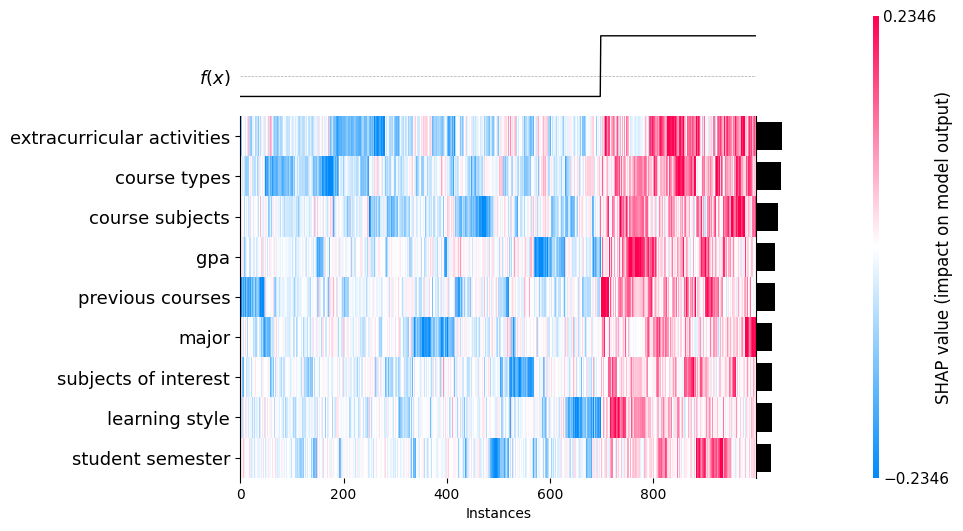 0.2346
f(x)
extracurricular activities
course types
course subjects
gpa
previous courses
major
subjects of interest
learning style
student semester
SHAP value (impact on model output)
−0.2346
0 200 400 600 800
Instances